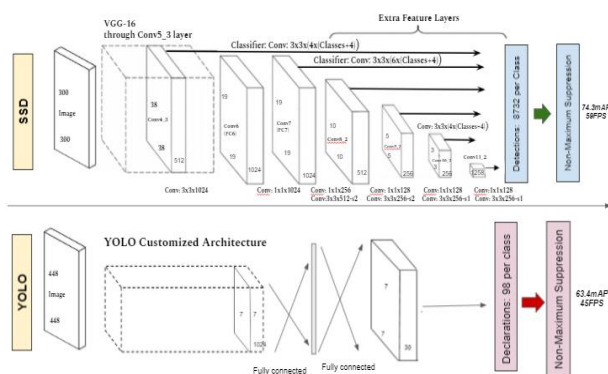 VGG-16
through Conv5_3 layer
Extra Feature Layers
Classifier: Conv: 3x3x(4x(Classes+4))
Classifier: Conv: 3x3x(6x(Classes+4))
SSD
300
Image
300
38
Conv4_3
38
512
19
Conv6
(FC6)
19
1024
19
Conv7
(FC7)
19
1024
10
10
512
5
5
256
3
3
256
Conv: 3x3x(4x(Classes+4))
Conv: 3x3x1024
Conv: 1x1x1024
Conv: 1x1x256
Conv:3x3x512-s2
Conv: 1x1x128
Conv: 3x3x256-s2
Conv: 1x1x128
Conv: 3x3x256-s1
Conv: 1x1x128
Conv: 3x3x256-s1
Detections: 8732 per Class
Non-Maximum Suppression
74.3mAP
59FPS
YOLO
YOLO Customized Architecture
448
Image
448
7
7
1024
Fully connected
Fully connected
7
7
30
Declarations: 98 per class
Non-Maximum Suppression
63.4mAP
45FPS